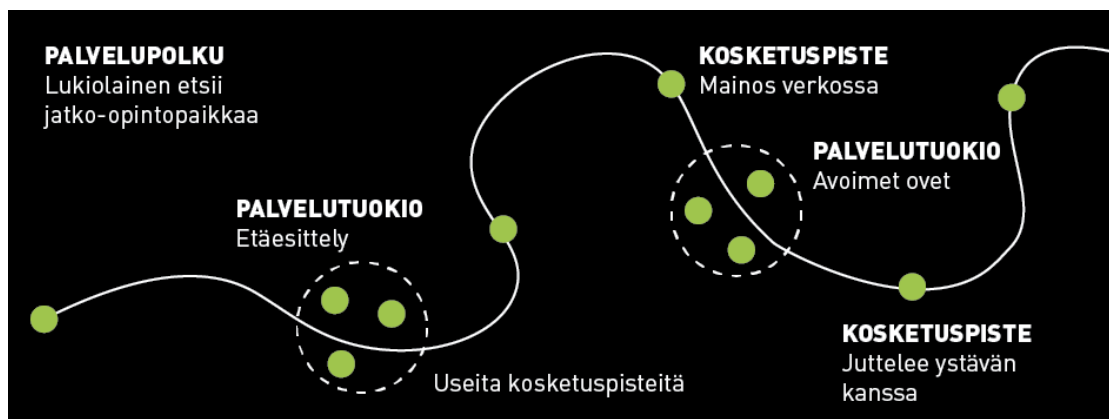 PALVELUPOLKU
Lukiolainen etsii
jatko-opintopaikkaa
PALVELUTUOKIO
Etäesittely
Useita kosketuspisteitä
KOSKETUSPISTE
Mainos verkossa
PALVELUTUOKIO
Avoimet ovet
KOSKETUSPISTE
Juttelee ystävän
kanssa